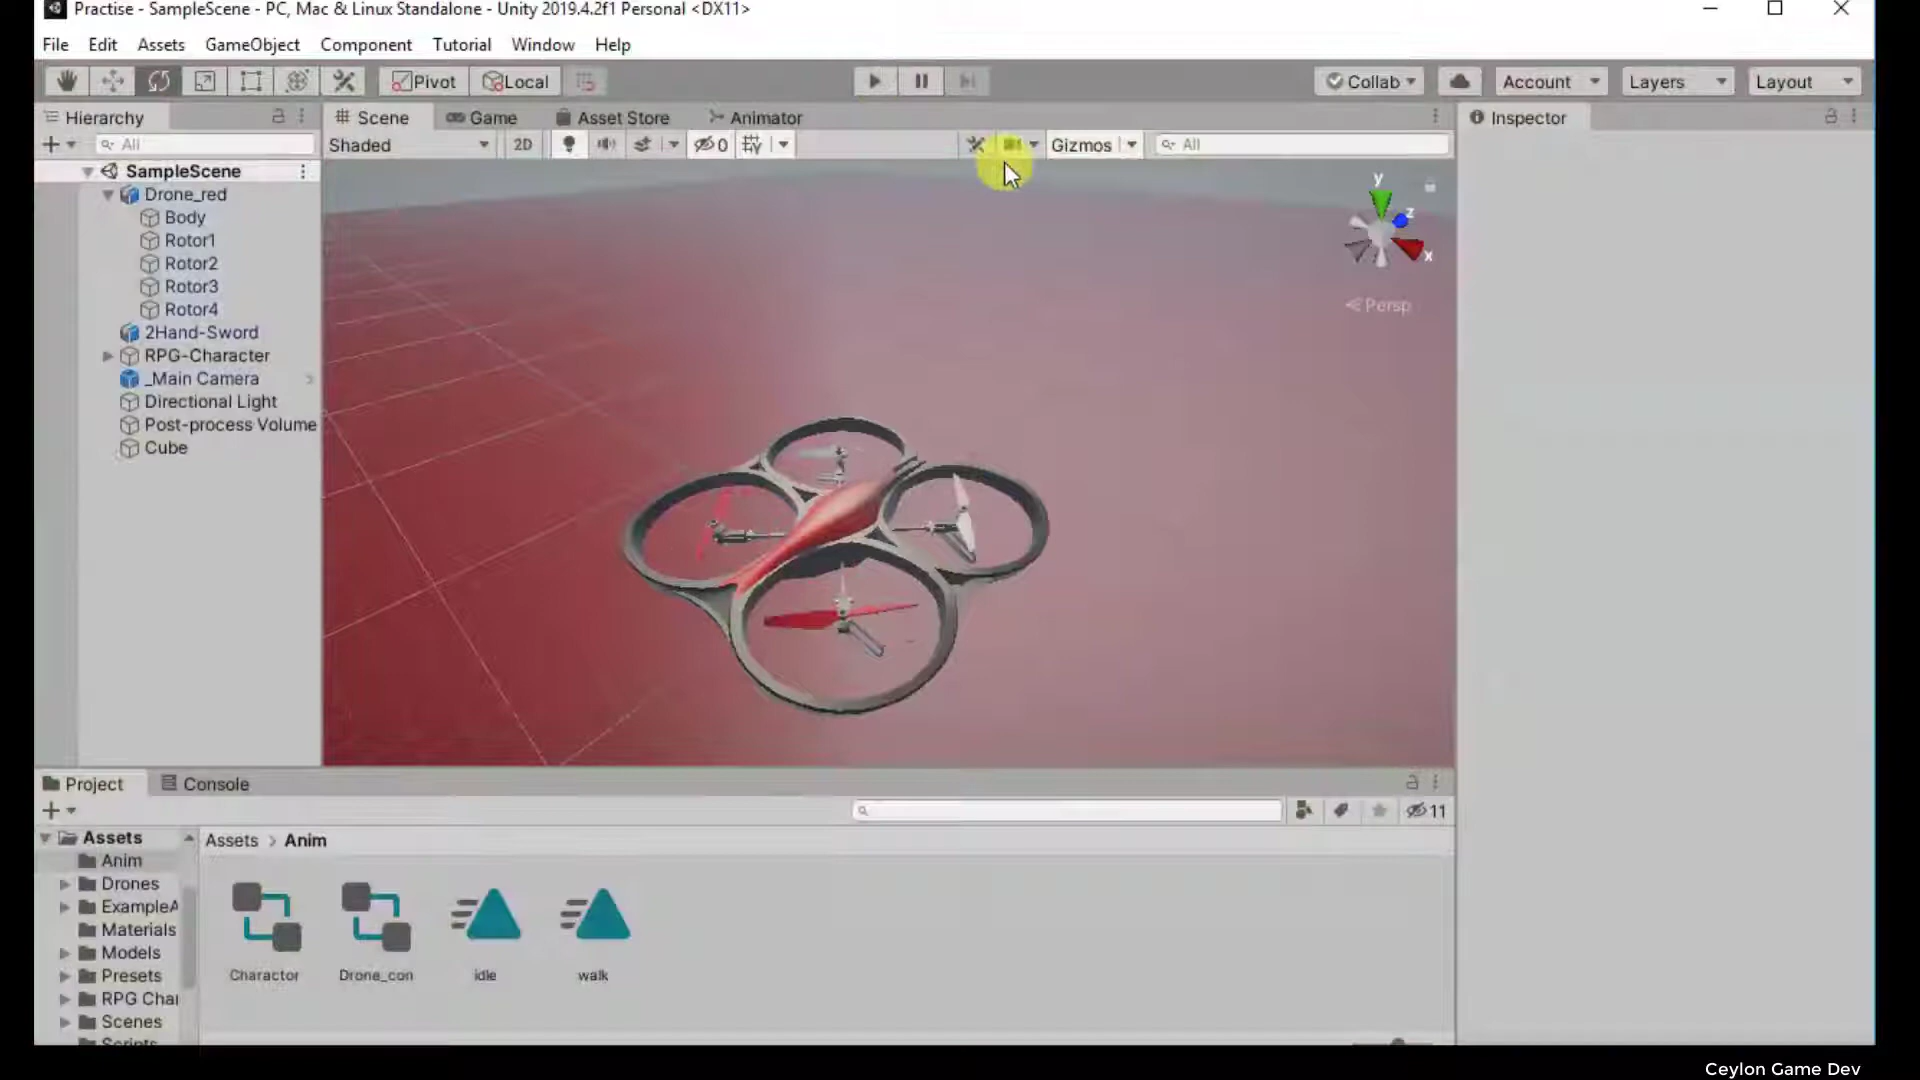 Practise - SampleScene - PC, Mac & Linux Standalone - Unity 2019.4.2f1 Personal <DX11>
File Edit Assets GameObject Component Tutorial Window Help
Pivot Local Collab Account Layers Layout
Hierarchy
All
SampleScene
Drone_red
Body
Rotor1
Rotor2
Rotor3
Rotor4
2Hand-Sword
RPG-Character
_Main Camera
Directional Light
Post-process Volume
Cube
Scene Game Asset Store Animator
Shaded 2D 0 Gizmos All
y
z
x
Persp
Inspector
Project Console
11
Assets
Anim
Drones
ExampleA
Materials
Models
Presets
RPG Char
Scenes
Scripts
Assets > Anim
Charactor Drone_con idle walk
Ceylon Game Dev